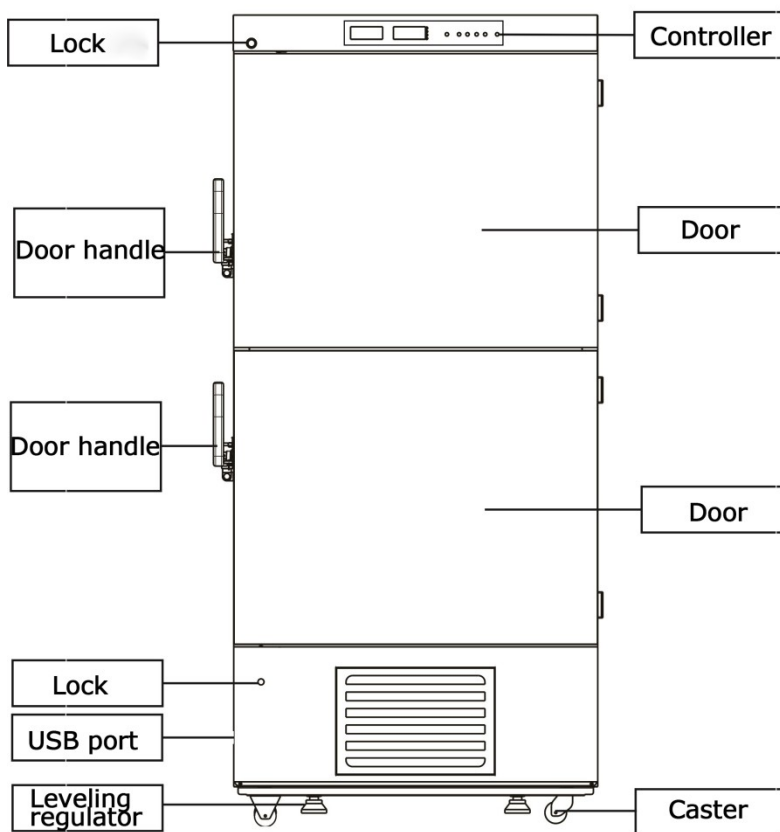 Lock
Controller
Door handle
Door
Door handle
Door
Lock
USB port
Leveling
regulator
Caster